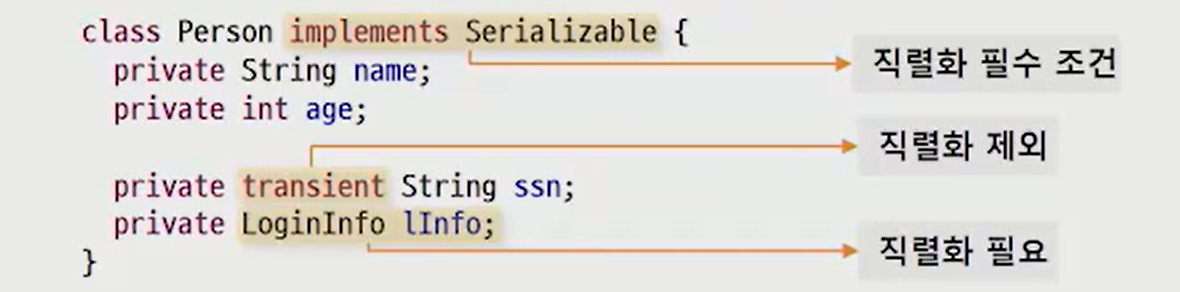 class Person implements Serializable {
직렬화 필수 조건
private String name;
private int age;
직렬화 제외
private transient String ssn;
private LoginInfo lInfo;
직렬화 필요
}